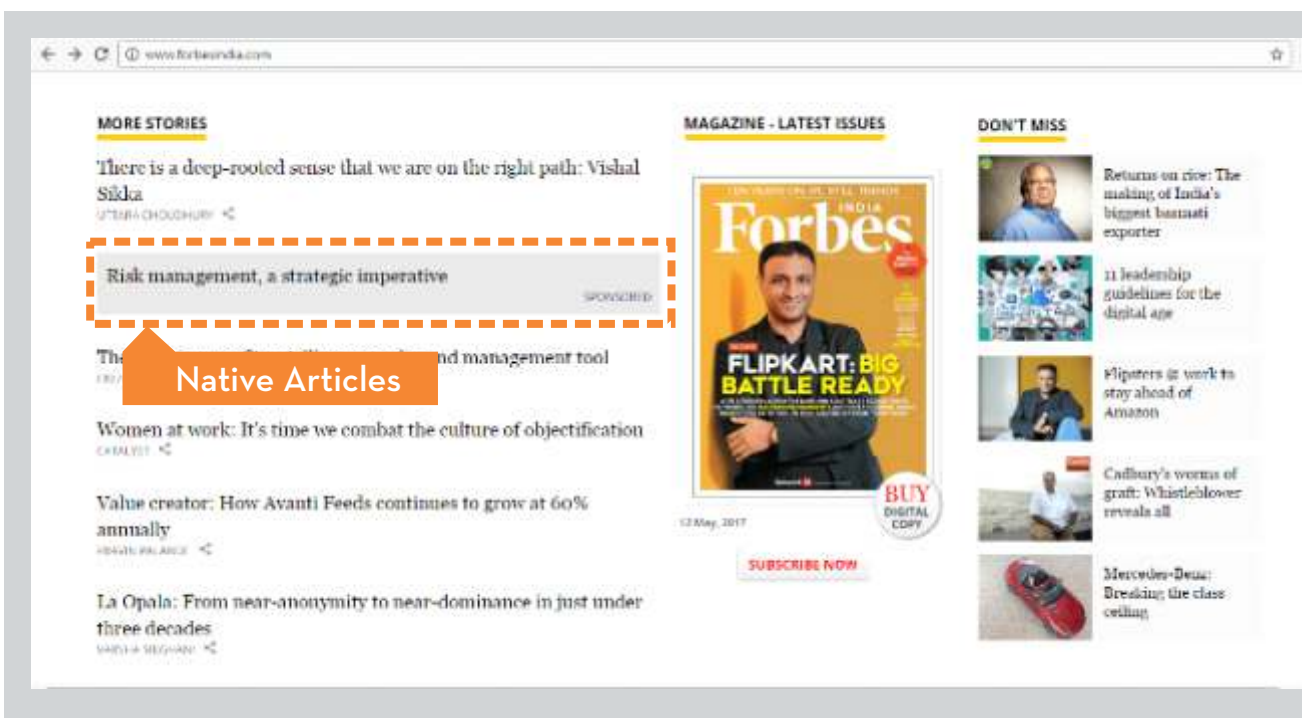 www.forbesindia.com
MORE STORIES
There is a deep-rooted sense that we are on the right path: Vishal
Sikka
UTTARA CHOUDHURY
Risk management, a strategic imperative
SPONSORED
nd management tool
Native Articles
Women at work: It's time we combat the culture of objectification
CATALYST
Value creator: How Avanti Feeds continues to grow at 60%
annually
La Opala: From near-anonymity to near-dominance in just under
three decades
MAGAZINE - LATEST ISSUES
Forbes
INDIA
FLIPKART: BIG
BATTLE READY
BUY
DIGITAL
COPY
12 May, 2017
SUBSCRIBE NOW
DON'T MISS
Returns on rice: The
making of India's
biggest basmati
exporter
11 leadership
guidelines for the
digital age
Flipsters @ work to
stay ahead of
Amazon
Cadbury's worms of
graft: Whistleblower
reveals all
Mercedes-Benz:
Breaking the class
ceiling